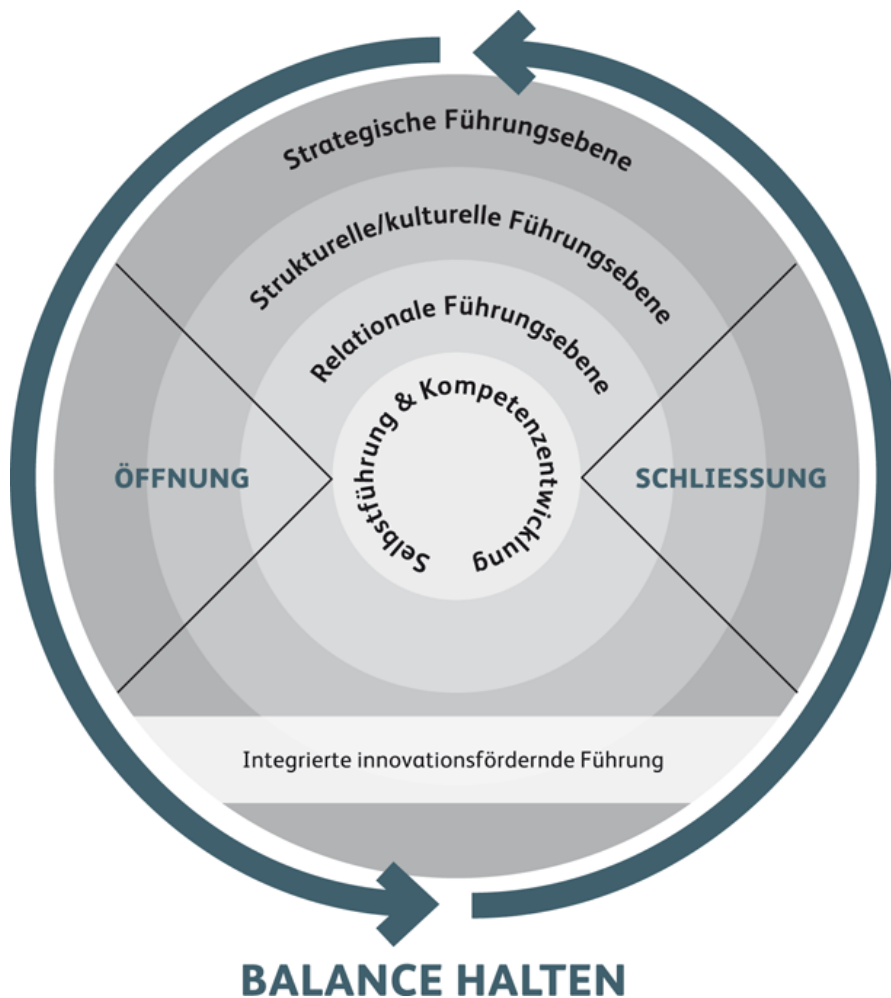 Strategische Führungsebene
Strukturelle/kulturelle Führungsebene
Relationale Führungsebene
Selbstführung & Kompetenzentwicklung
ÖFFNUNG
SCHLIESSUNG
Integrierte innovationsfördernde Führung
BALANCE HALTEN